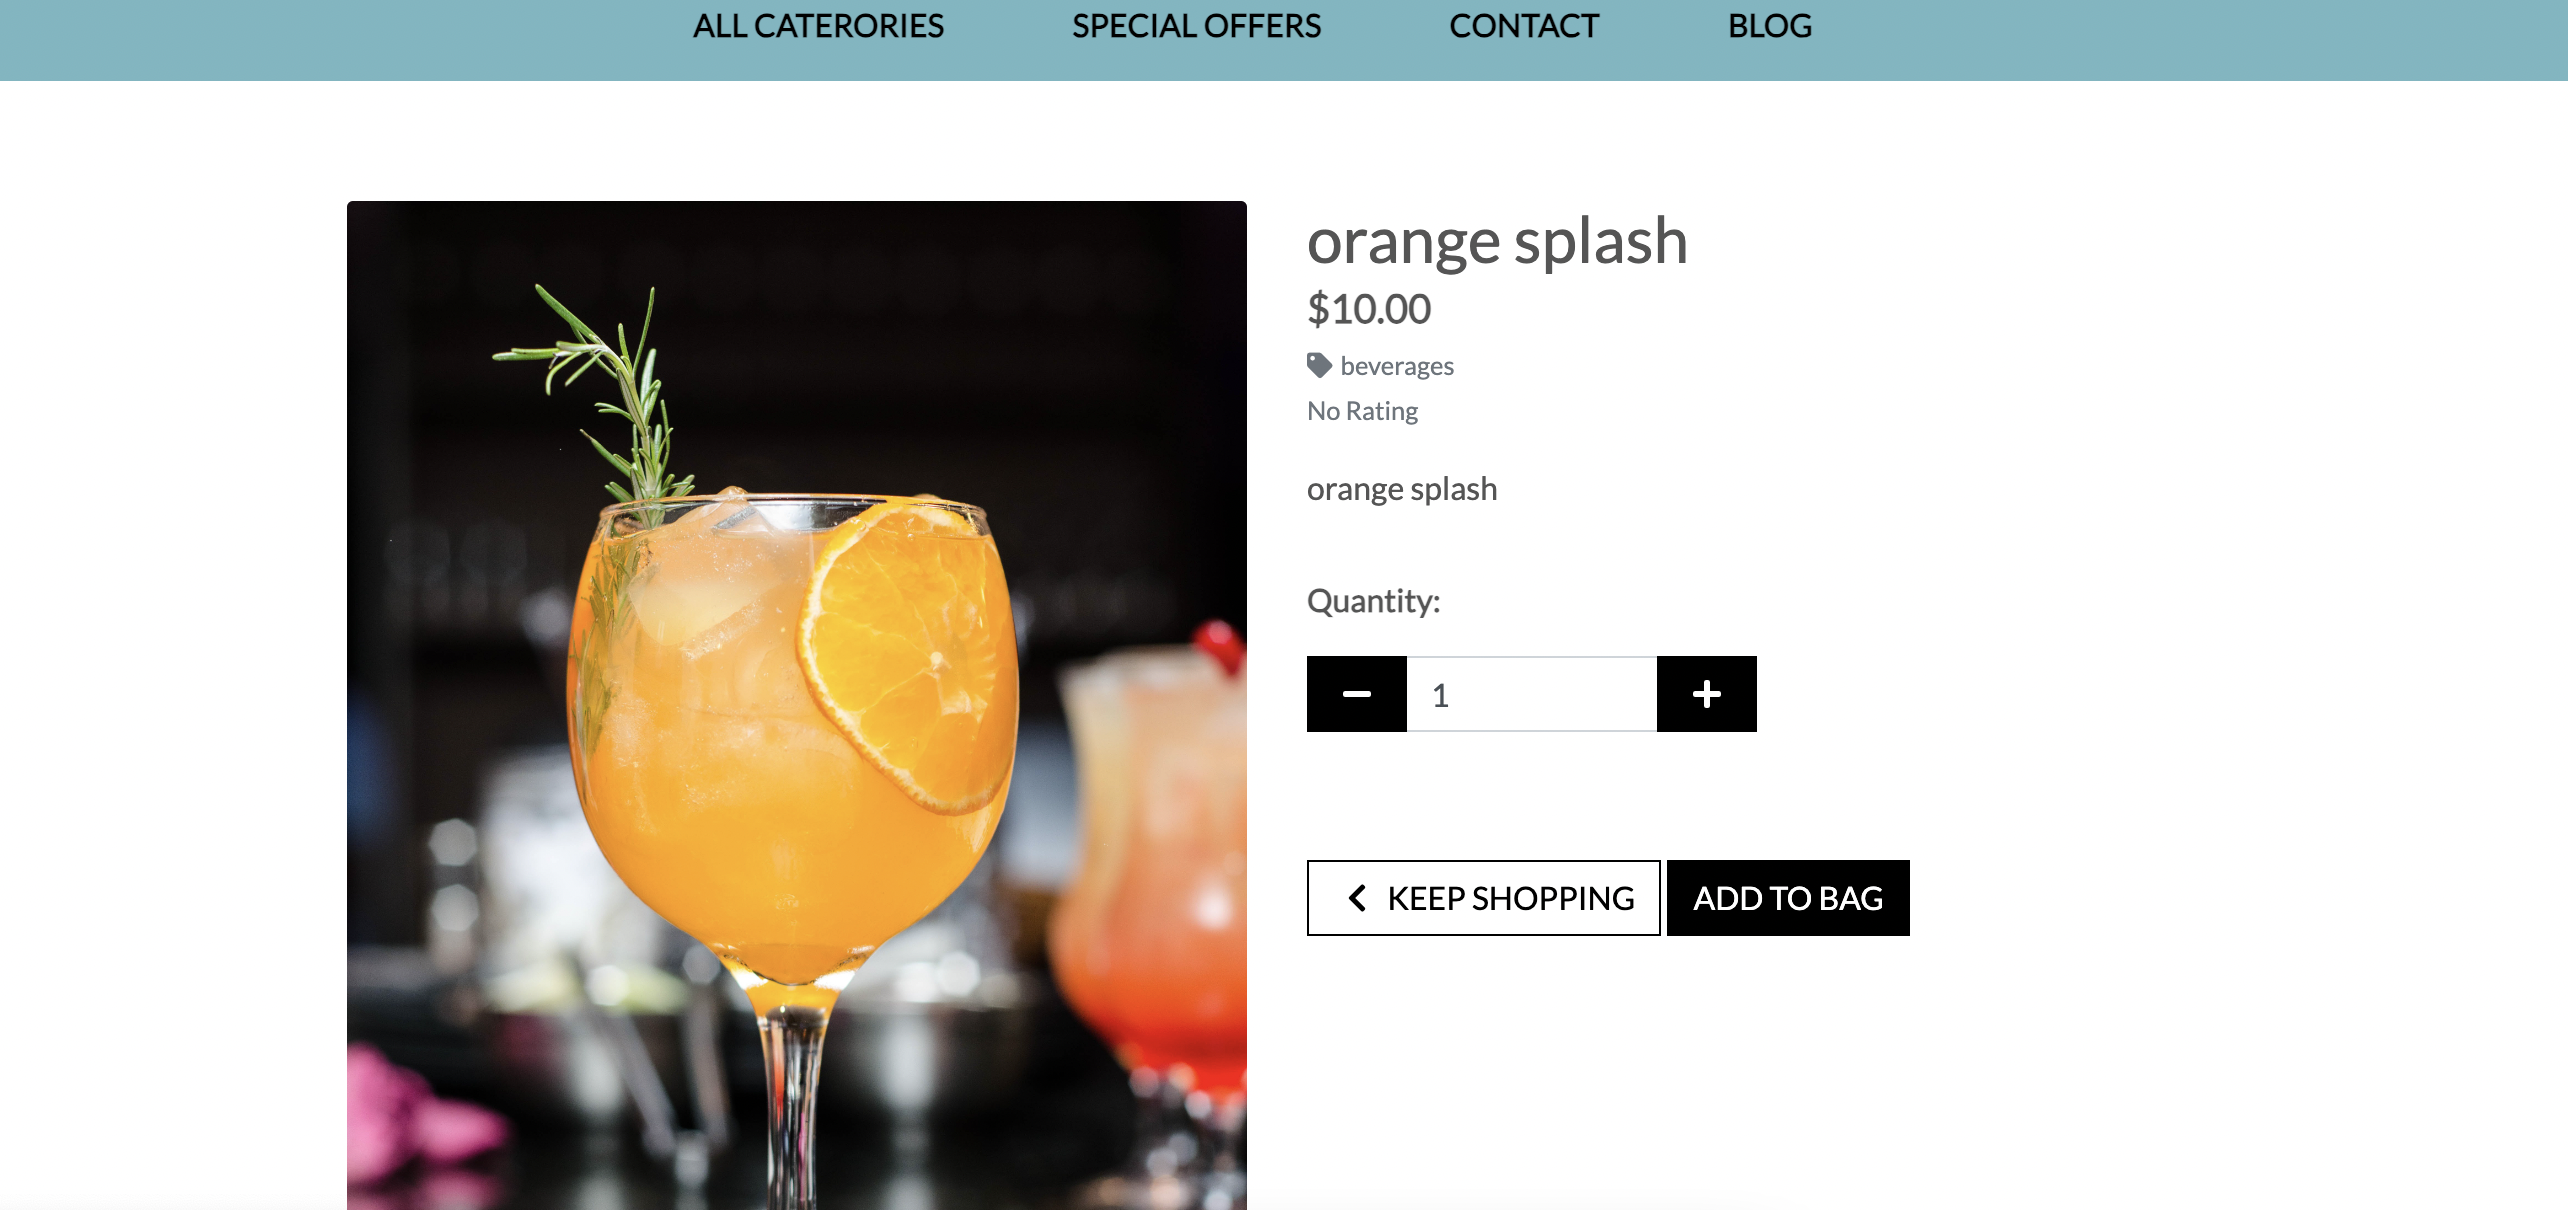 ALL CATERORIES SPECIAL OFFERS CONTACT BLOG
orange splash
$10.00
beverages
No Rating
orange splash
Quantity:
1
KEEP SHOPPING ADD TO BAG